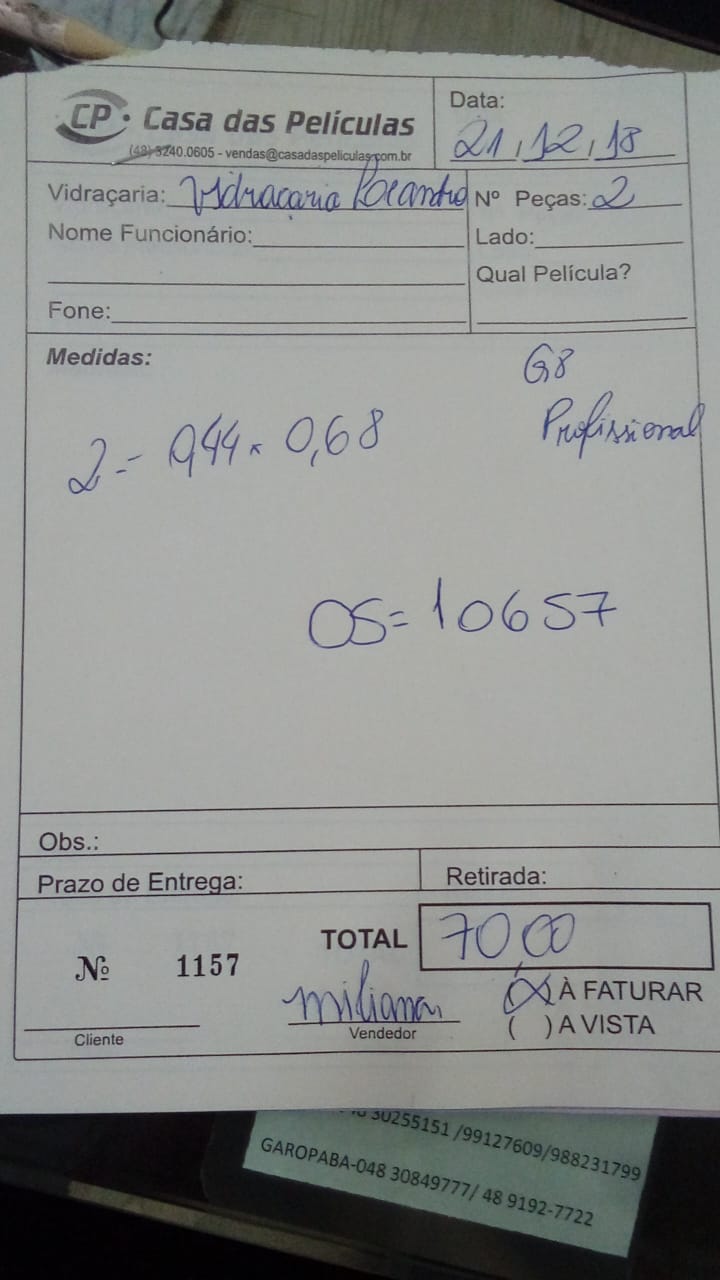 CP · Casa das Películas
(48) 3240.0605 - vendas@casadaspeliculas.com.br
Data: 21, 12, 18
Vidraçaria: Vidraçaria Leandro
Nº Peças: 2
Nome Funcionário:
Lado:
Qual Película?
Fone:
Medidas:
G8
Profissional
2 = 0,44 x 0,68
OS= 10657
Obs.:
Prazo de Entrega:
Retirada:
Nº 1157
TOTAL 70,00
(X) À FATURAR
( ) A VISTA
Miliana
Cliente
Vendedor
30255151 /99127609/988231799
GAROPABA-048 30849777/ 48 9192-7722